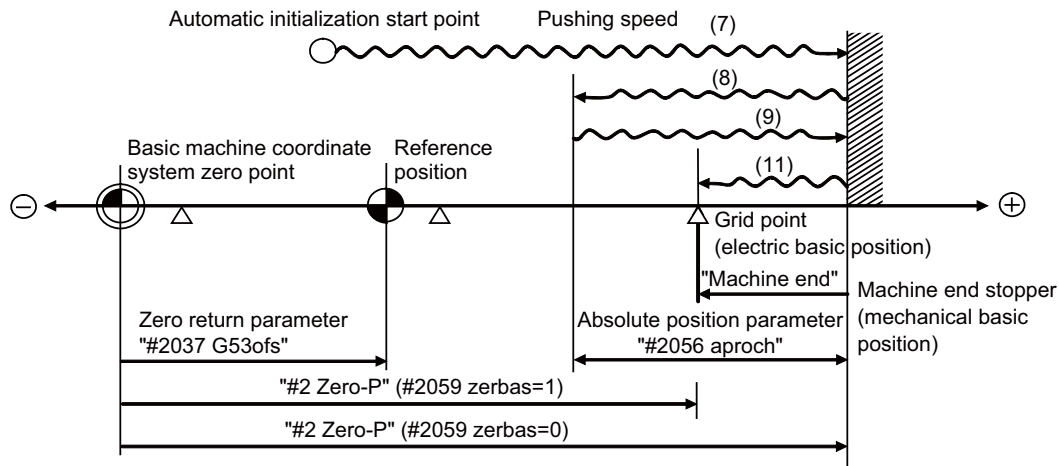 Automatic initialization start point
Pushing speed
(7)
(8)
(9)
Basic machine coordinate
system zero point
Reference
position
(11)
−
+
Grid point
(electric basic position)
"Machine end"
Machine end stopper
(mechanical basic
position)
Zero return parameter
"#2037 G53ofs"
Absolute position parameter
"#2056 aproch"
"#2 Zero-P" (#2059 zerbas=1)
"#2 Zero-P" (#2059 zerbas=0)